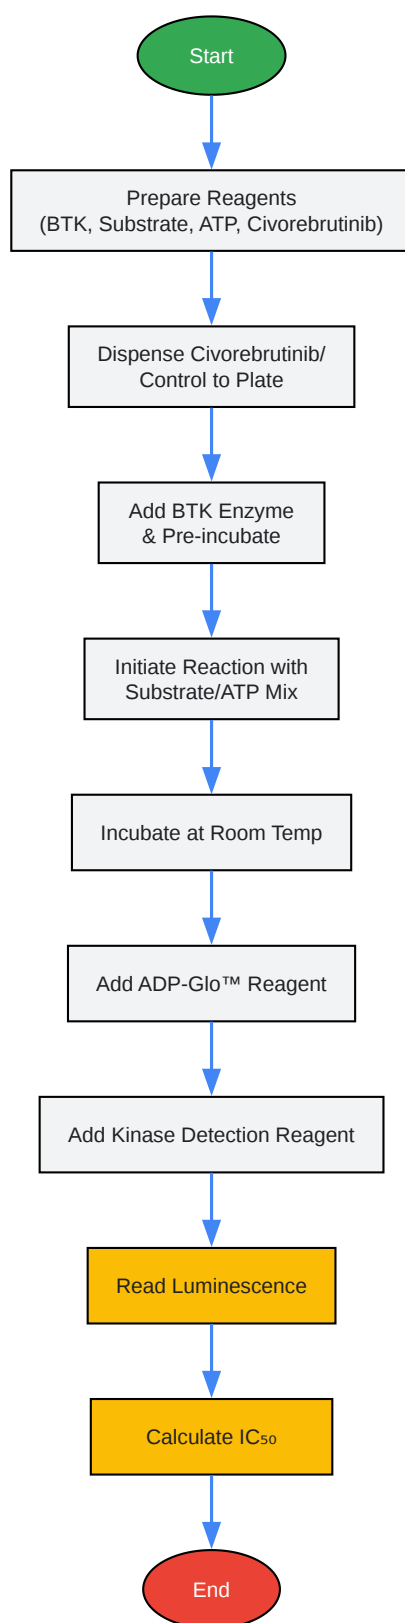 Start
Prepare Reagents
(BTK, Substrate, ATP, Civorebrutinib)
Dispense Civorebrutinib/
Control to Plate
Add BTK Enzyme
& Pre-incubate
Initiate Reaction with
Substrate/ATP Mix
Incubate at Room Temp
Add ADP-Glo™ Reagent
Add Kinase Detection Reagent
Read Luminescence
Calculate IC₅₀
End